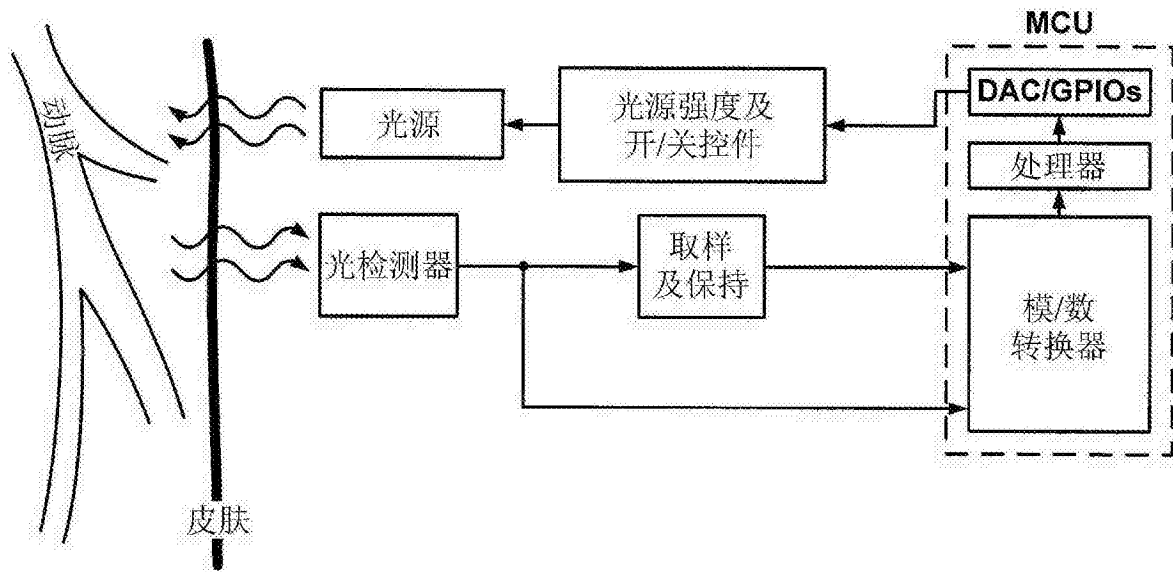 MCU
动脉
光源
光源强度及
开/关控件
DAC/GPIOs
处理器
光检测器
取样
及保持
模/数
转换器
皮肤